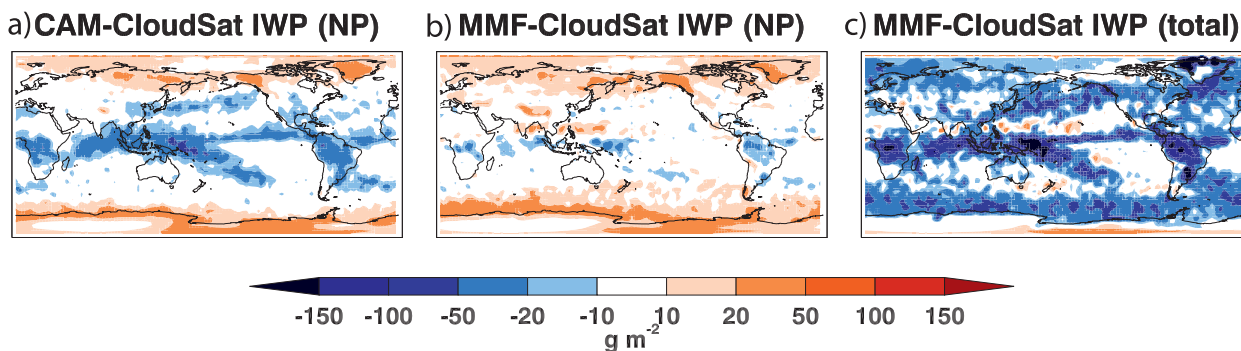 a) CAM-CloudSat IWP (NP)
b) MMF-CloudSat IWP (NP)
c) MMF-CloudSat IWP (total)
-150 -100 -50 -20 -10 10 20 50 100 150
g m-2